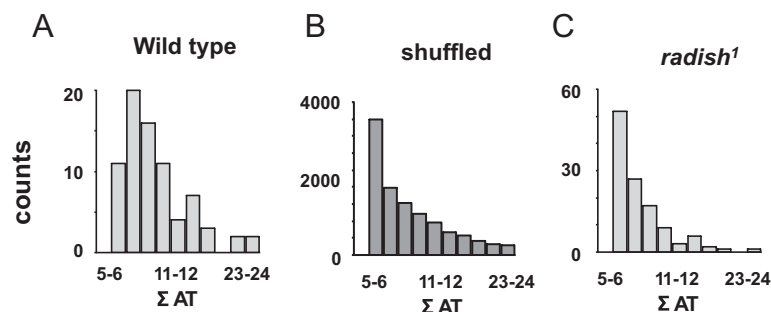 A
Wild type
20
10
0
counts
5-6 11-12 23-24
Σ AT
B
shuffled
4000
2000
0
5-6 11-12 23-24
Σ AT
C
radish¹
60
30
0
5-6 11-12 23-24
Σ AT